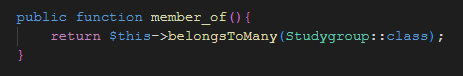 public function member_of(){
    return $this->belongsToMany(Studygroup::class);
}